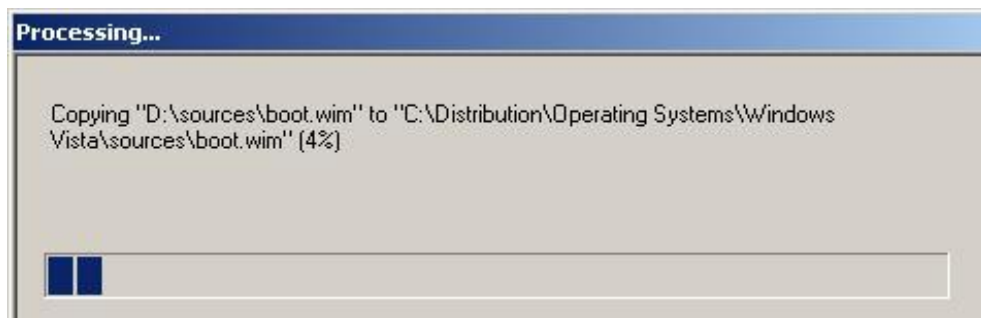 Processing...
Copying "D:\sources\boot.wim" to "C:\Distribution\Operating Systems\\Windows
Vista\sources\boot.wim" (4%)